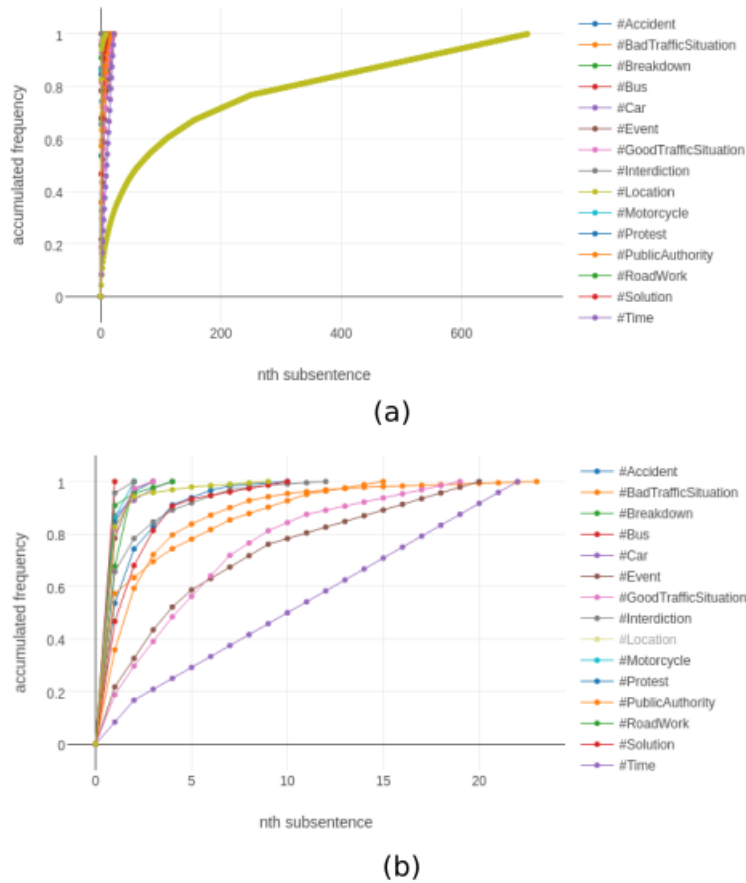 #Accident
#BadTrafficSituation
#Breakdown
#Bus
#Car
#Event
#GoodTrafficSituation
#Interdiction
#Location
#Motorcycle
#Protest
#PublicAuthority
#RoadWork
#Solution
#Time
accumulated frequency
1
0.8
0.6
0.4
0.2
0
0 200 400 600
nth subsentence
(a)
#Accident
#BadTrafficSituation
#Breakdown
#Bus
#Car
#Event
#GoodTrafficSituation
#Interdiction
#Location
#Motorcycle
#Protest
#PublicAuthority
#RoadWork
#Solution
#Time
accumulated frequency
1
0.8
0.6
0.4
0.2
0
0 5 10 15 20
nth subsentence
(b)